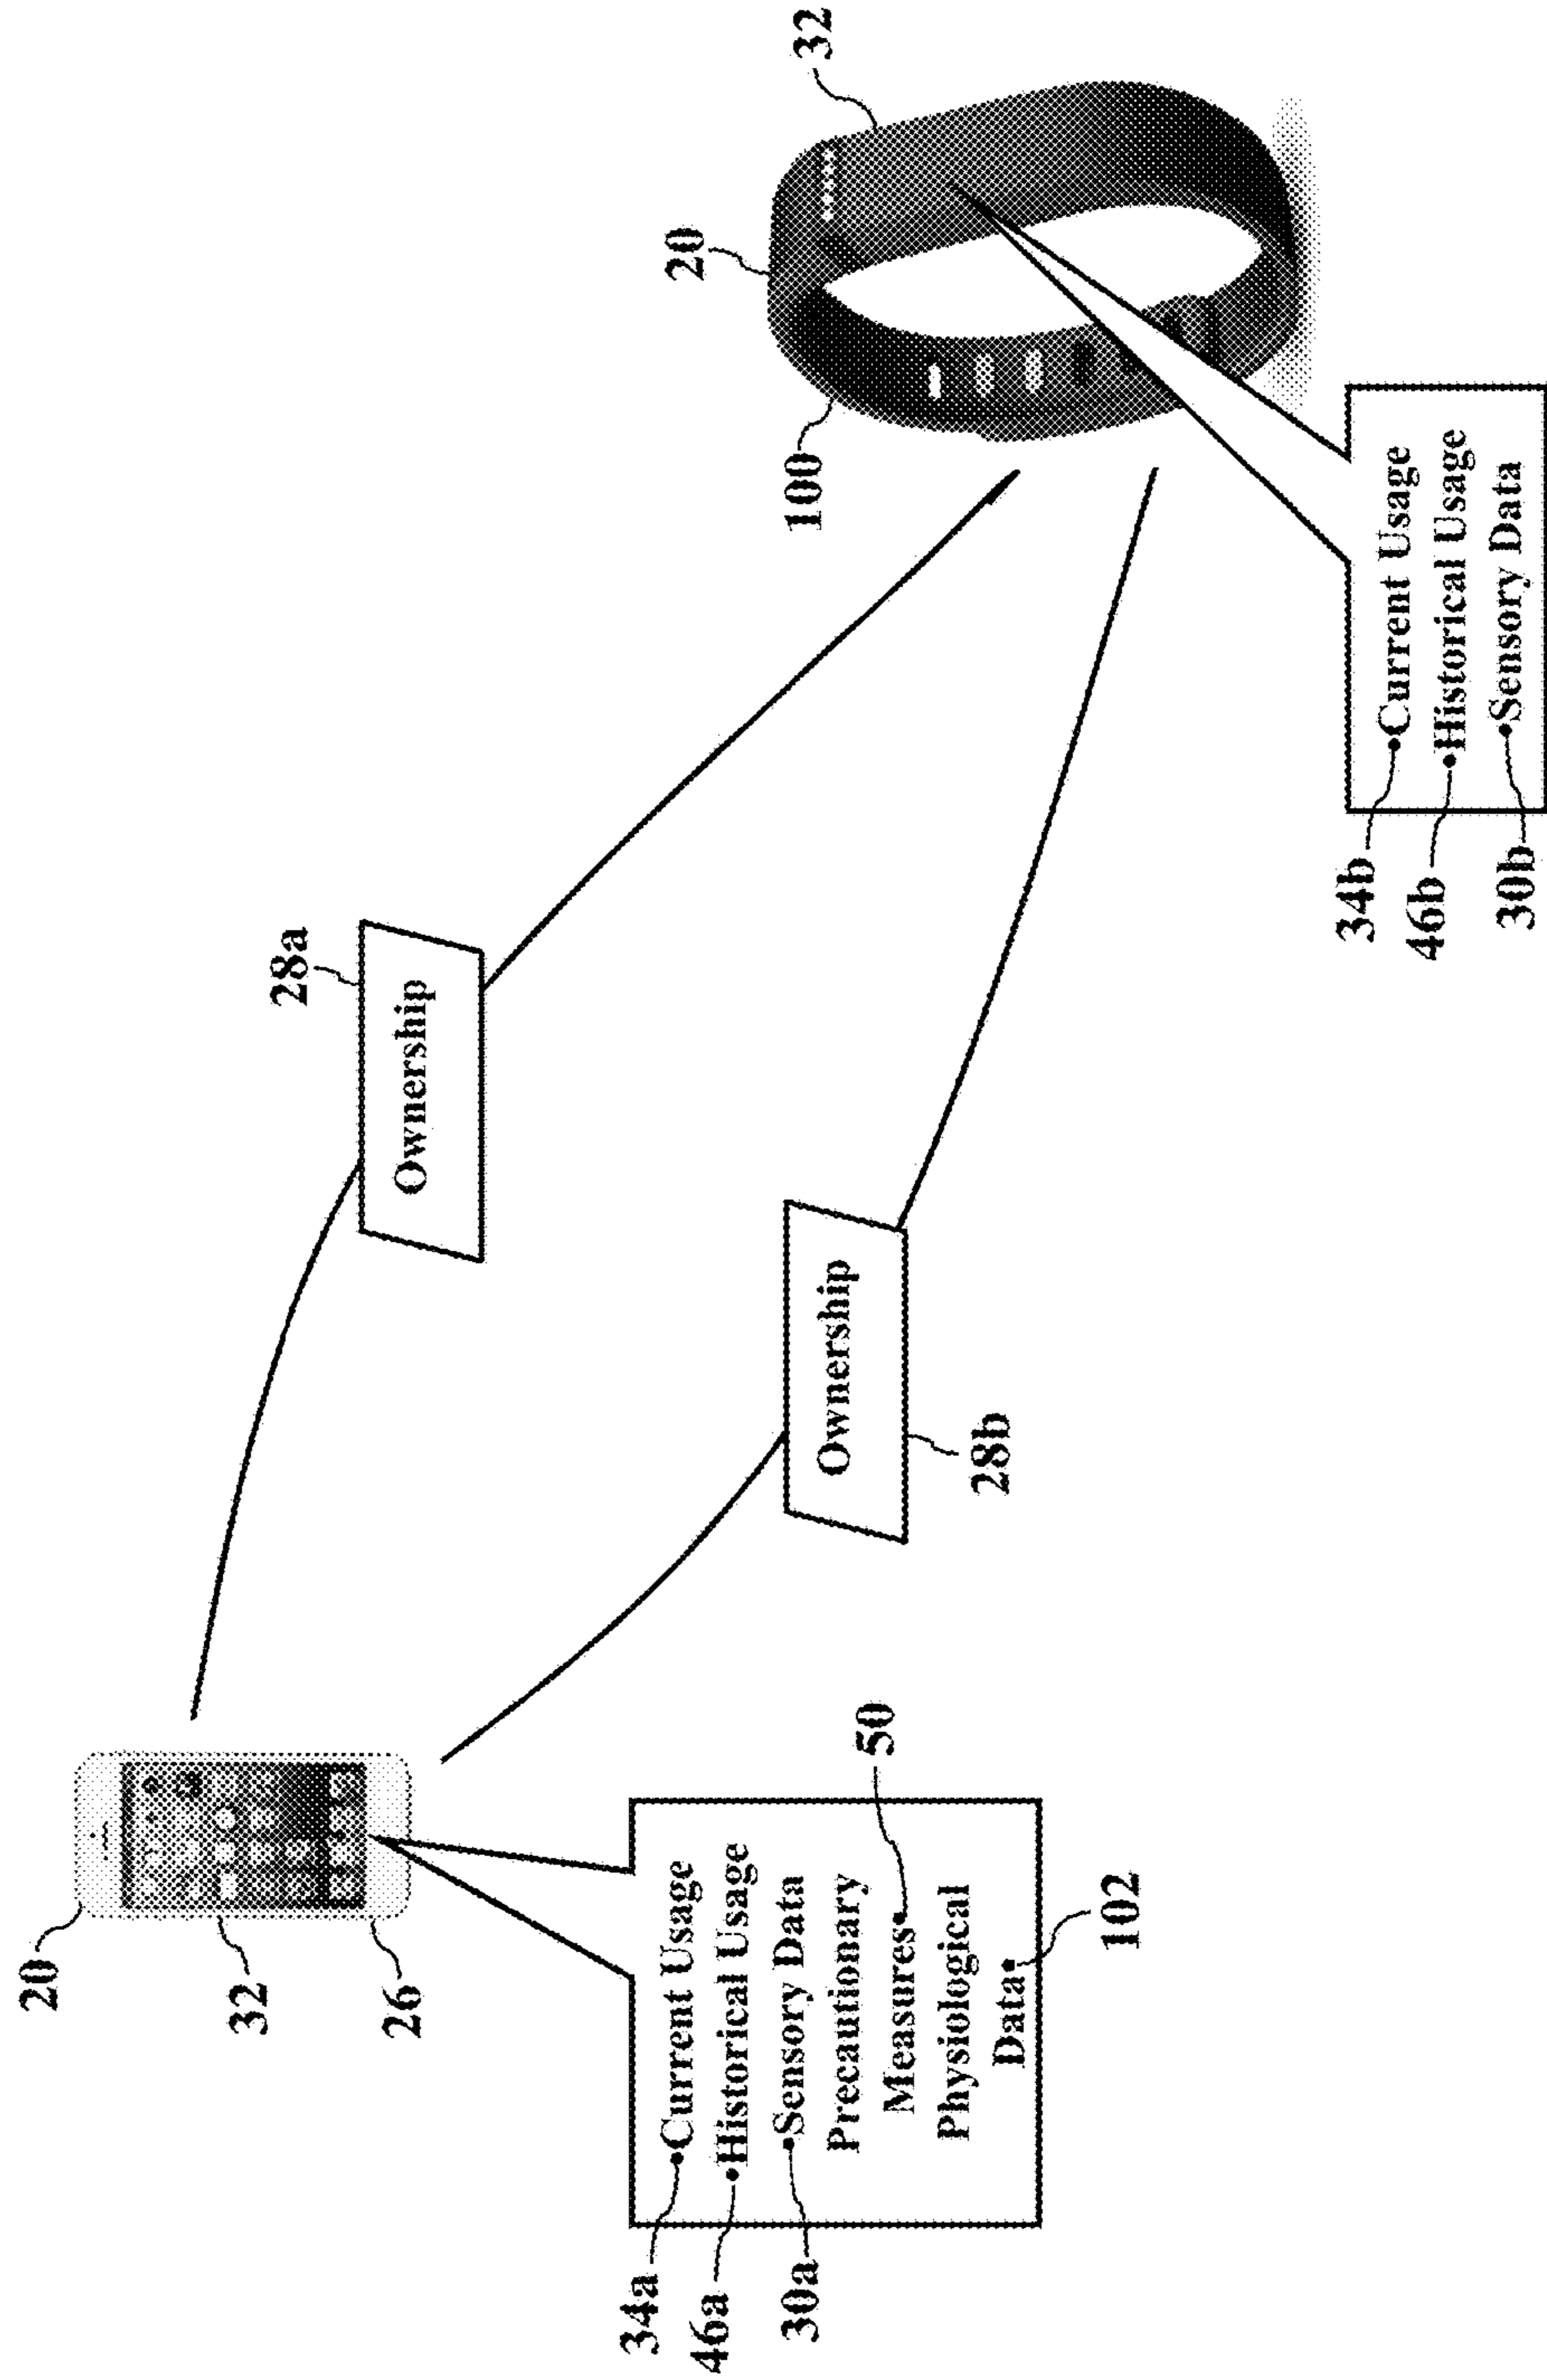 20
32
26
34a
46a
30a
•Current Usage
•Historical Usage
•Sensory Data
Precautionary
Measures•
Physiological
Data•
50
102
28a
Ownership
Ownership
28b
20
32
100
34b
46b
30b
•Current Usage
•Historical Usage
•Sensory Data